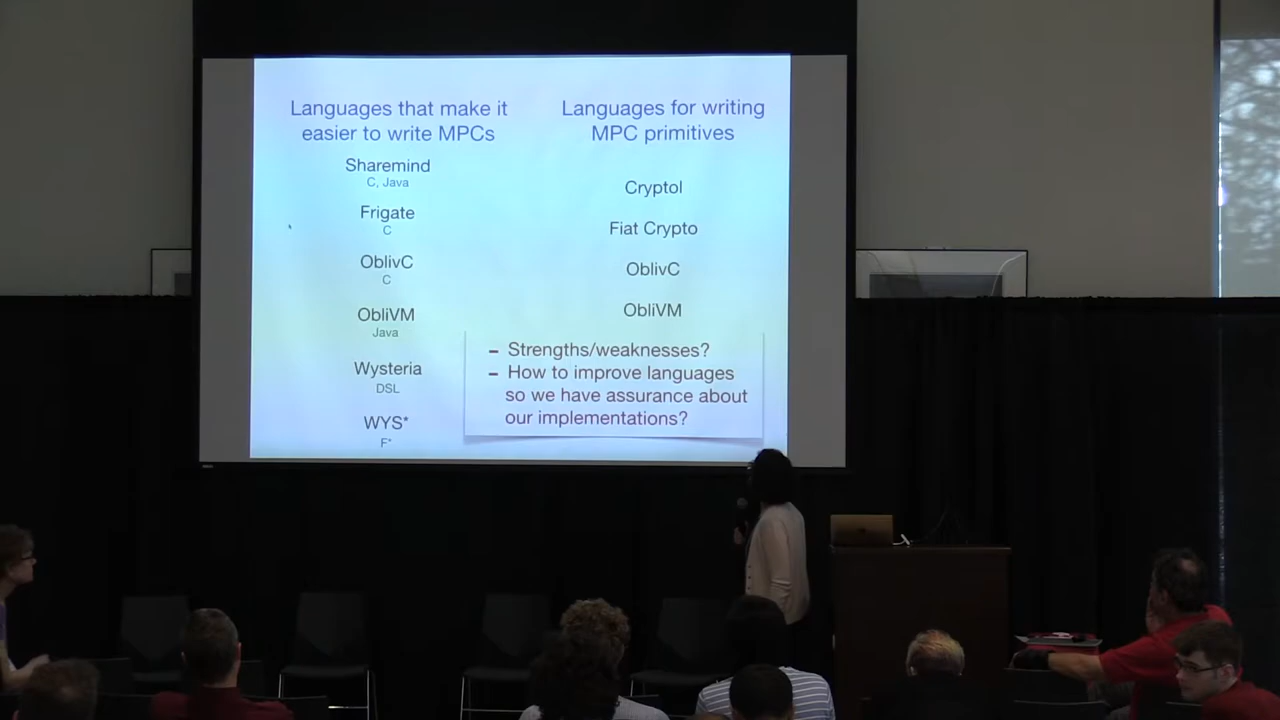 Languages that make it
easier to write MPCs
Sharemind
C, Java
Frigate
C
OblivC
C
ObliVM
Java
Wysteria
DSL
WYS*
F*
Languages for writing
MPC primitives
Cryptol
Fiat Crypto
OblivC
ObliVM
– Strengths/weaknesses?
– How to improve languages
so we have assurance about
our implementations?